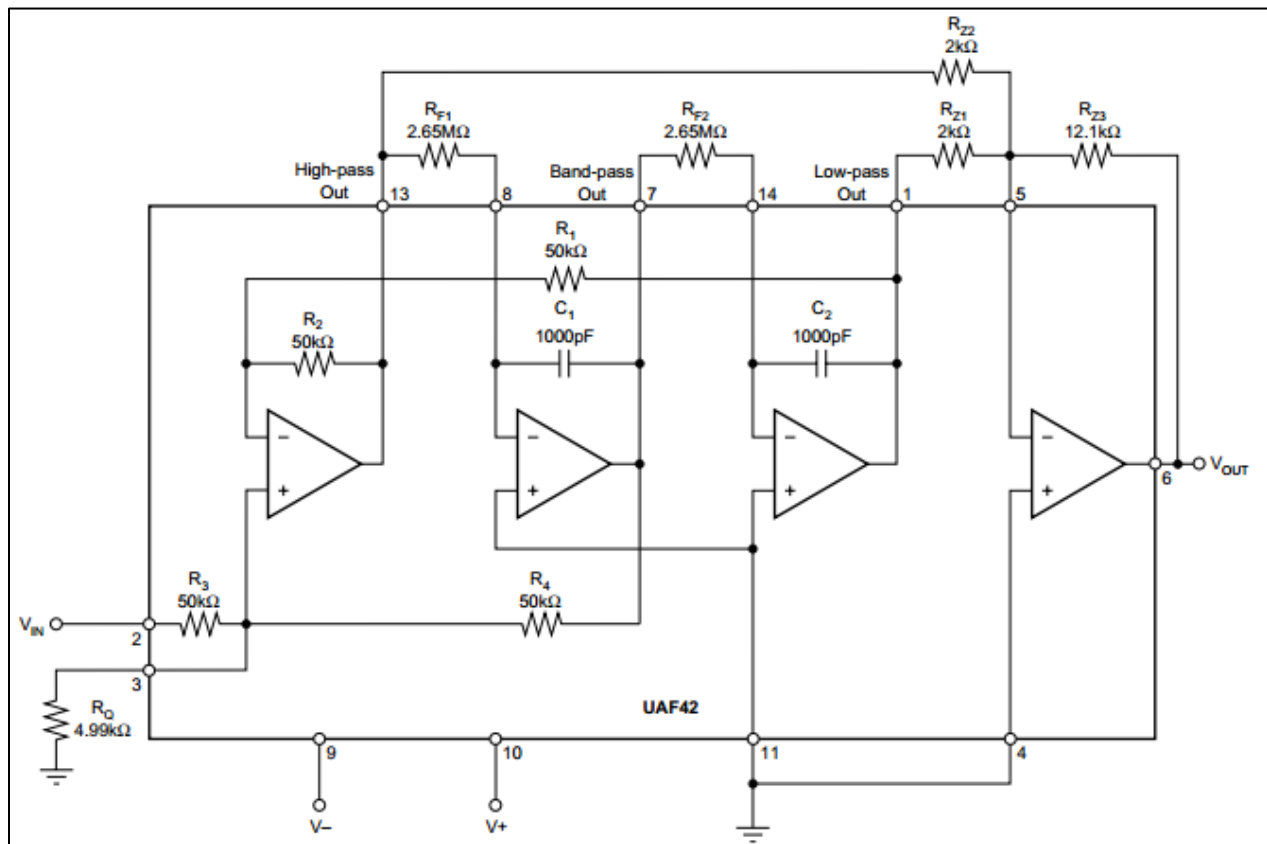 R_Z2
2kΩ
R_F1
2.65MΩ
R_F2
2.65MΩ
R_Z1
2kΩ
R_Z3
12.1kΩ
High-pass
Out
13
8
Band-pass
Out
7
14
Low-pass
Out
1
5
R_1
50kΩ
R_2
50kΩ
C_1
1000pF
C_2
1000pF
−
+
−
+
−
+
−
+
6
V_OUT
R_3
50kΩ
R_4
50kΩ
V_IN
2
3
R_Q
4.99kΩ
UAF42
9
10
11
4
V−
V+